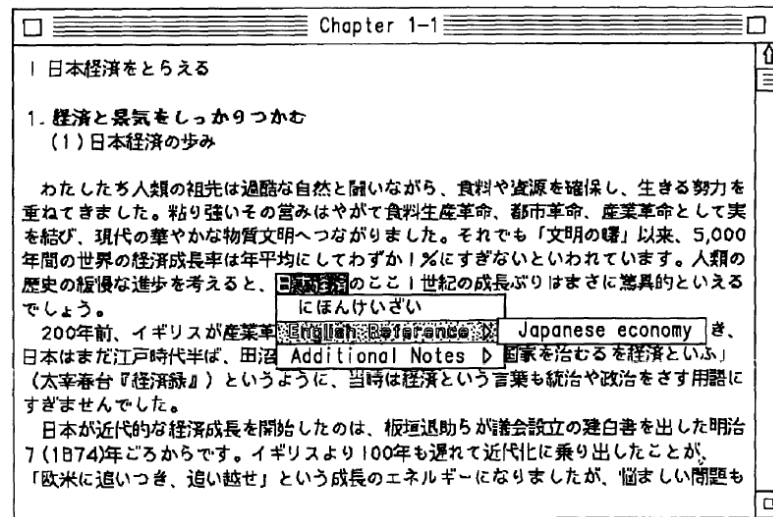 Chapter 1-1
I 日本経済をとらえる
1. 経済と景気をしっかりつかむ
(1)日本経済の歩み
わたしたち人類の祖先は過酷な自然と闘いながら、食料や資源を確保し、生きる努力を
重ねてきました。粘り強いその営みはやがて食料生産革命、都市革命、産業革命として実
を結び、現代の華やかな物質文明へつながりました。それでも「文明の曙」以来、5,000
年間の世界の経済成長率は年平均にしてわずか1%にすぎないといわれています。人類の
歴史の緩慢な進歩を考えると、日本経済のここ1世紀の成長ぶりはまさに驚異的といえる
でしょう。
にほんけいざい
200年前、イギリスが産業革
English Reference
Japanese economy
き、
日本はまだ江戸時代半ば、田沼
Additional Notes
国家を治むるを経済といふ」
(太宰春台『経済録』)というように、当時は経済という言葉も統治や政治をさす用語に
すぎませんでした。
日本が近代的な経済成長を開始したのは、板垣退助らが議会設立の建白書を出した明治
7(1874)年ごろからです。イギリスより100年も遅れて近代化に乗り出したことが、
「欧米に追いつき、追い越せ」という成長のエネルギーになりましたが、悩ましい問題も